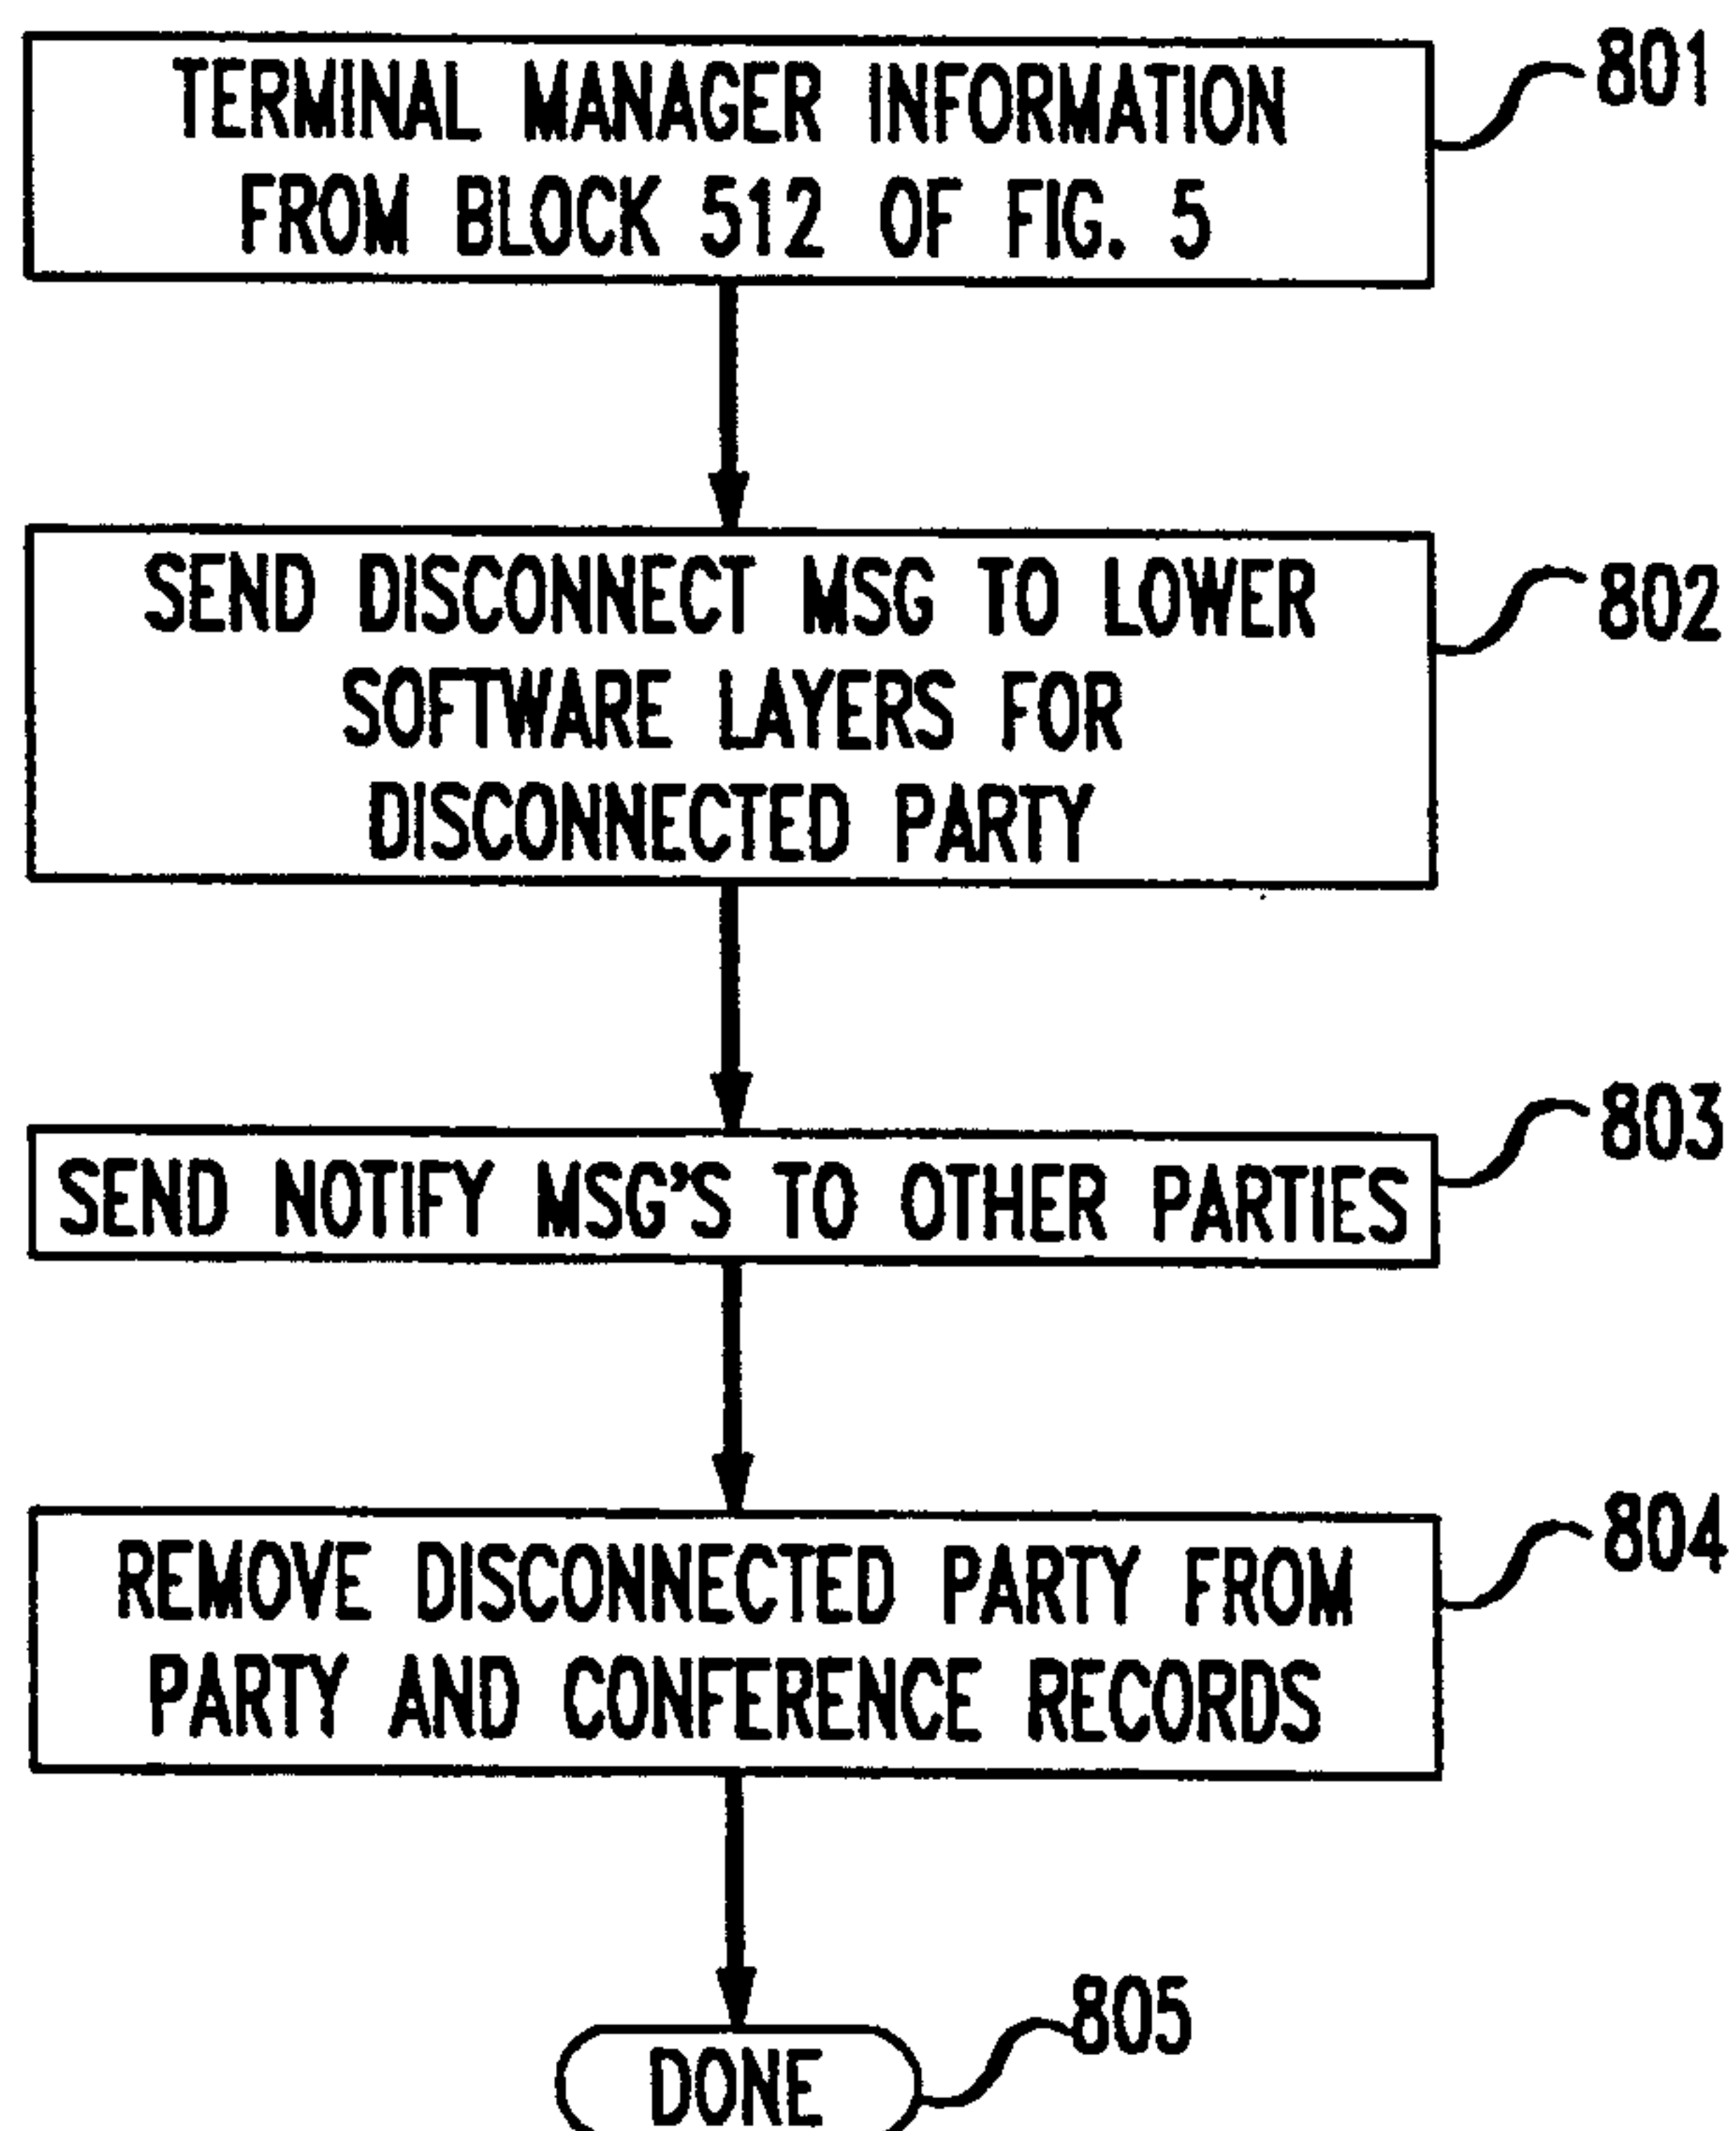 TERMINAL MANAGER INFORMATION
FROM BLOCK 512 OF FIG. 5
801
SEND DISCONNECT MSG TO LOWER
SOFTWARE LAYERS FOR
DISCONNECTED PARTY
802
SEND NOTIFY MSG'S TO OTHER PARTIES
803
REMOVE DISCONNECTED PARTY FROM
PARTY AND CONFERENCE RECORDS
804
DONE
805